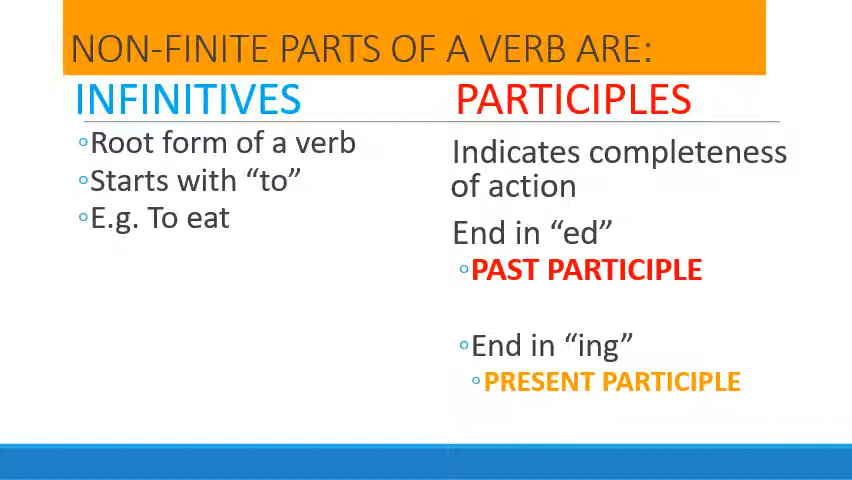 NON-FINITE PARTS OF A VERB ARE:
INFINITIVES
◦Root form of a verb
◦Starts with “to”
◦E.g. To eat
PARTICIPLES
Indicates completeness
of action
End in “ed”
◦PAST PARTICIPLE
◦End in “ing”
◦PRESENT PARTICIPLE